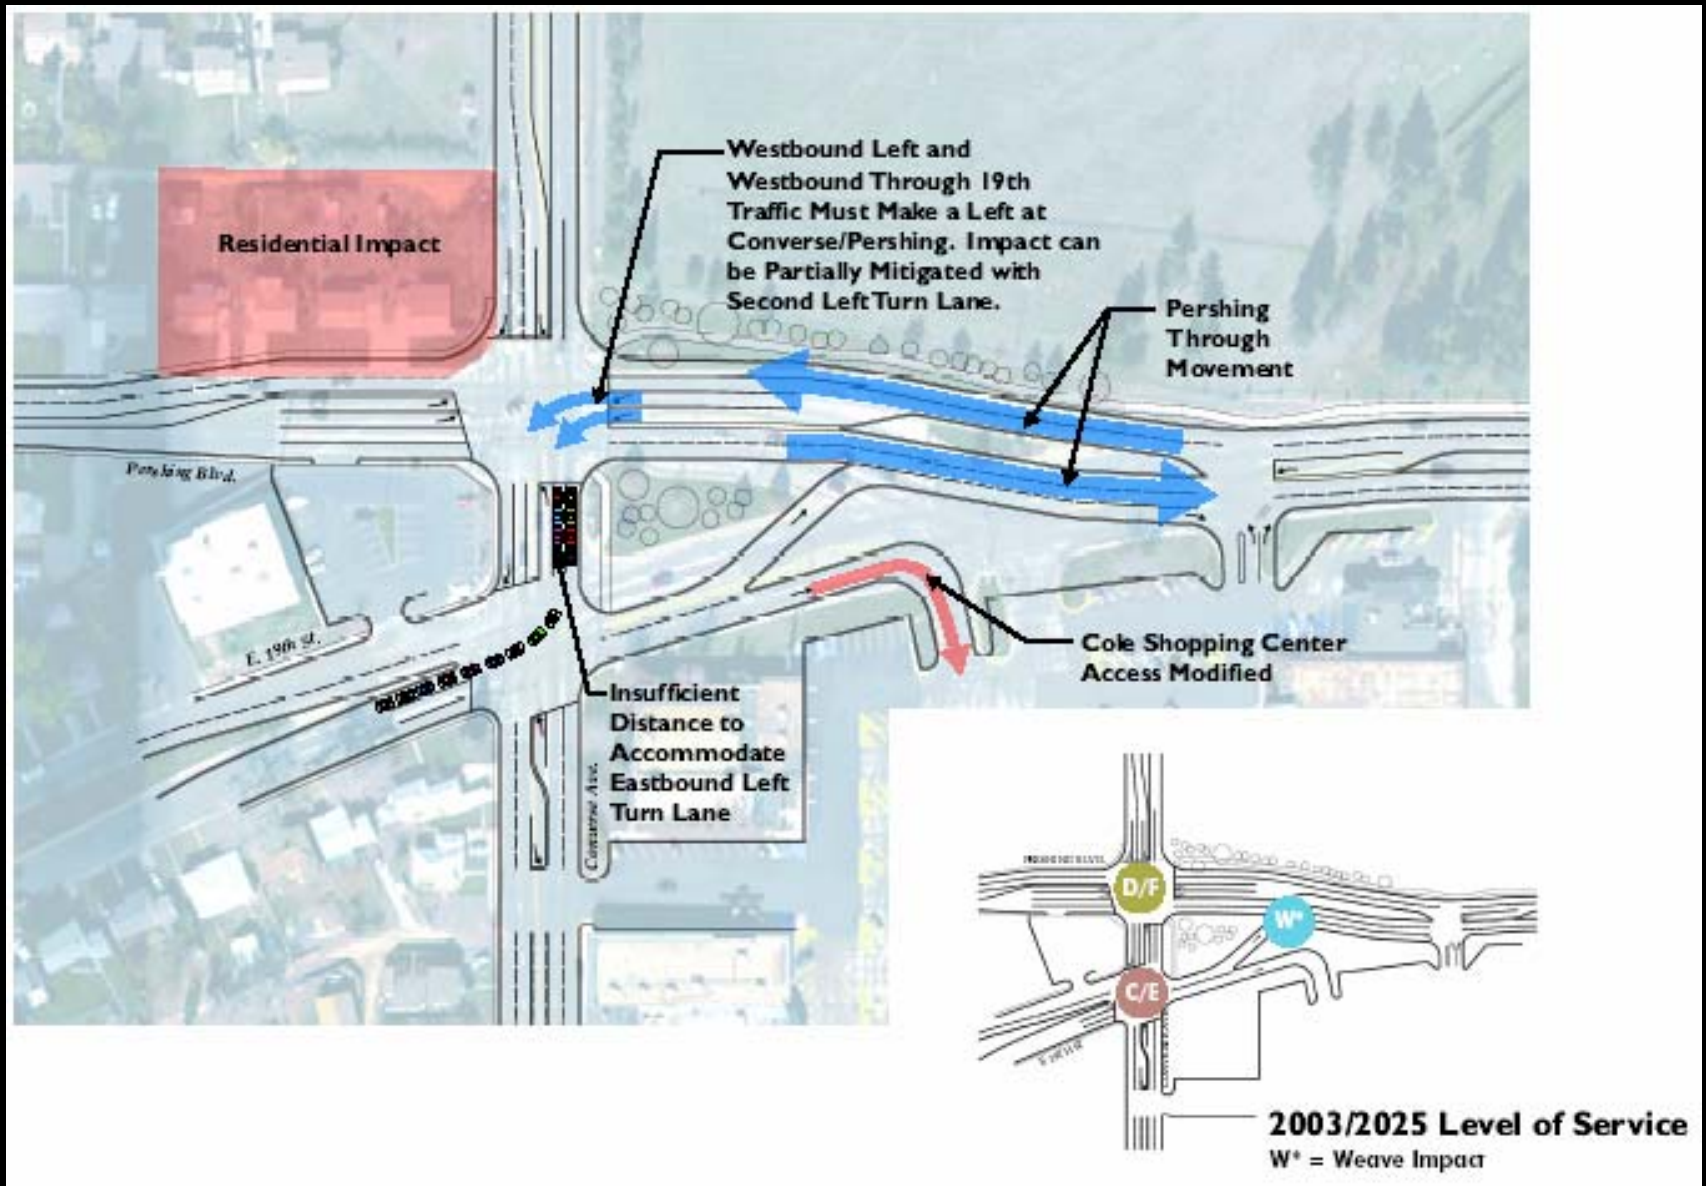 Westbound Left and
Westbound Through 19th
Traffic Must Make a Left at
Converse/Pershing. Impact can
be Partially Mitigated with
Second Left Turn Lane.
Residential Impact
Pershing
Through
Movement
Pershing Blvd.
E. 19th St.
Cole Shopping Center
Access Modified
Insufficient
Distance to
Accommodate
Eastbound Left
Turn Lane
Converse Ave.
PERSHING BLVD.
D/F
W*
C/E
2003/2025 Level of Service
W* = Weave Impact